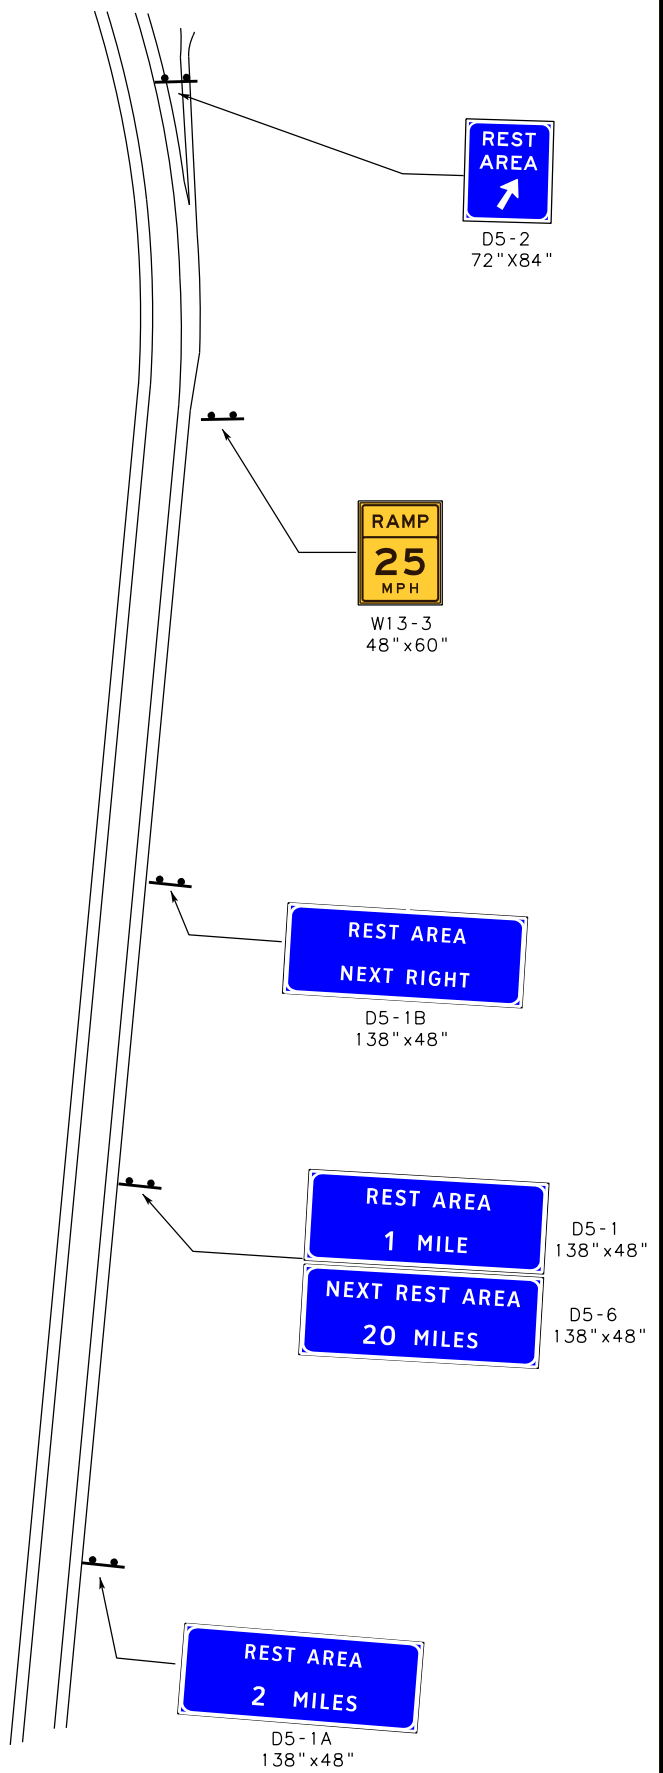 REST
AREA
D5-2
72"X84"
RAMP
25
MPH
W13-3
48"x60"
REST AREA
NEXT RIGHT
D5-1B
138"x48"
REST AREA
1 MILE
D5-1
138"x48"
NEXT REST AREA
20 MILES
D5-6
138"x48"
REST AREA
2 MILES
D5-1A
138"x48"